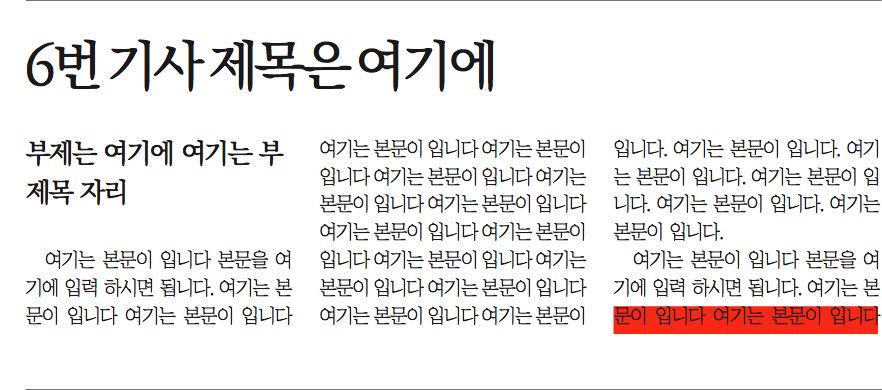 6번 기사 제목은 여기에
부제는 여기에 여기는 부
제목 자리
여기는 본문이 입니다 본문을 여
기에 입력 하시면 됩니다. 여기는 본
문이 입니다 여기는 본문이 입니다
여기는 본문이 입니다 여기는 본문이
입니다 여기는 본문이 입니다 여기는
본문이 입니다 여기는 본문이 입니다
여기는 본문이 입니다 여기는 본문이
입니다 여기는 본문이 입니다 여기는
본문이 입니다 여기는 본문이 입니다
여기는 본문이 입니다 여기는 본문이
입니다. 여기는 본문이 입니다. 여기
는 본문이 입니다. 여기는 본문이 입
니다. 여기는 본문이 입니다. 여기는
본문이 입니다.
여기는 본문이 입니다 본문을 여
기에 입력 하시면 됩니다. 여기는 본
문이 입니다 여기는 본문이 입니다